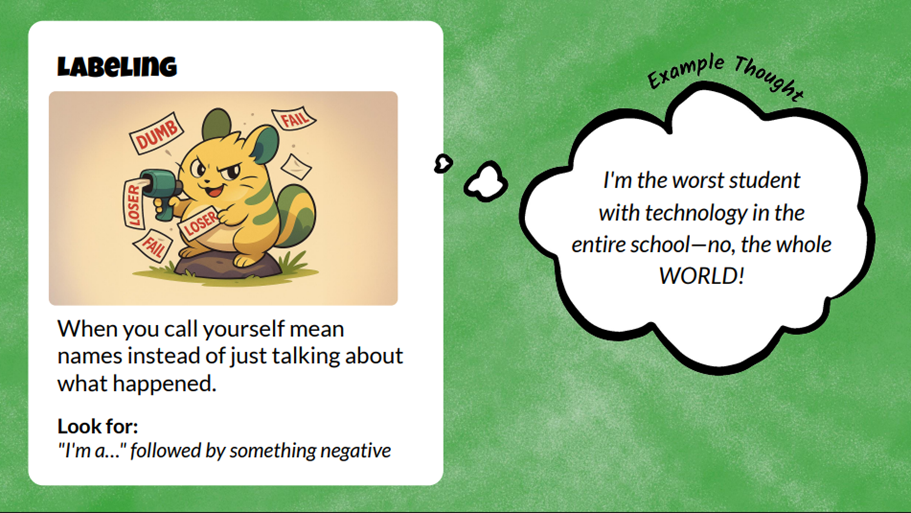 LABELING
DUMB
FAIL
LOSER
LOSER
FAIL
When you call yourself mean
names instead of just talking about
what happened.
Look for:
"I'm a..." followed by something negative
Example Thought
I'm the worst student
with technology in the
entire school—no, the whole
WORLD!